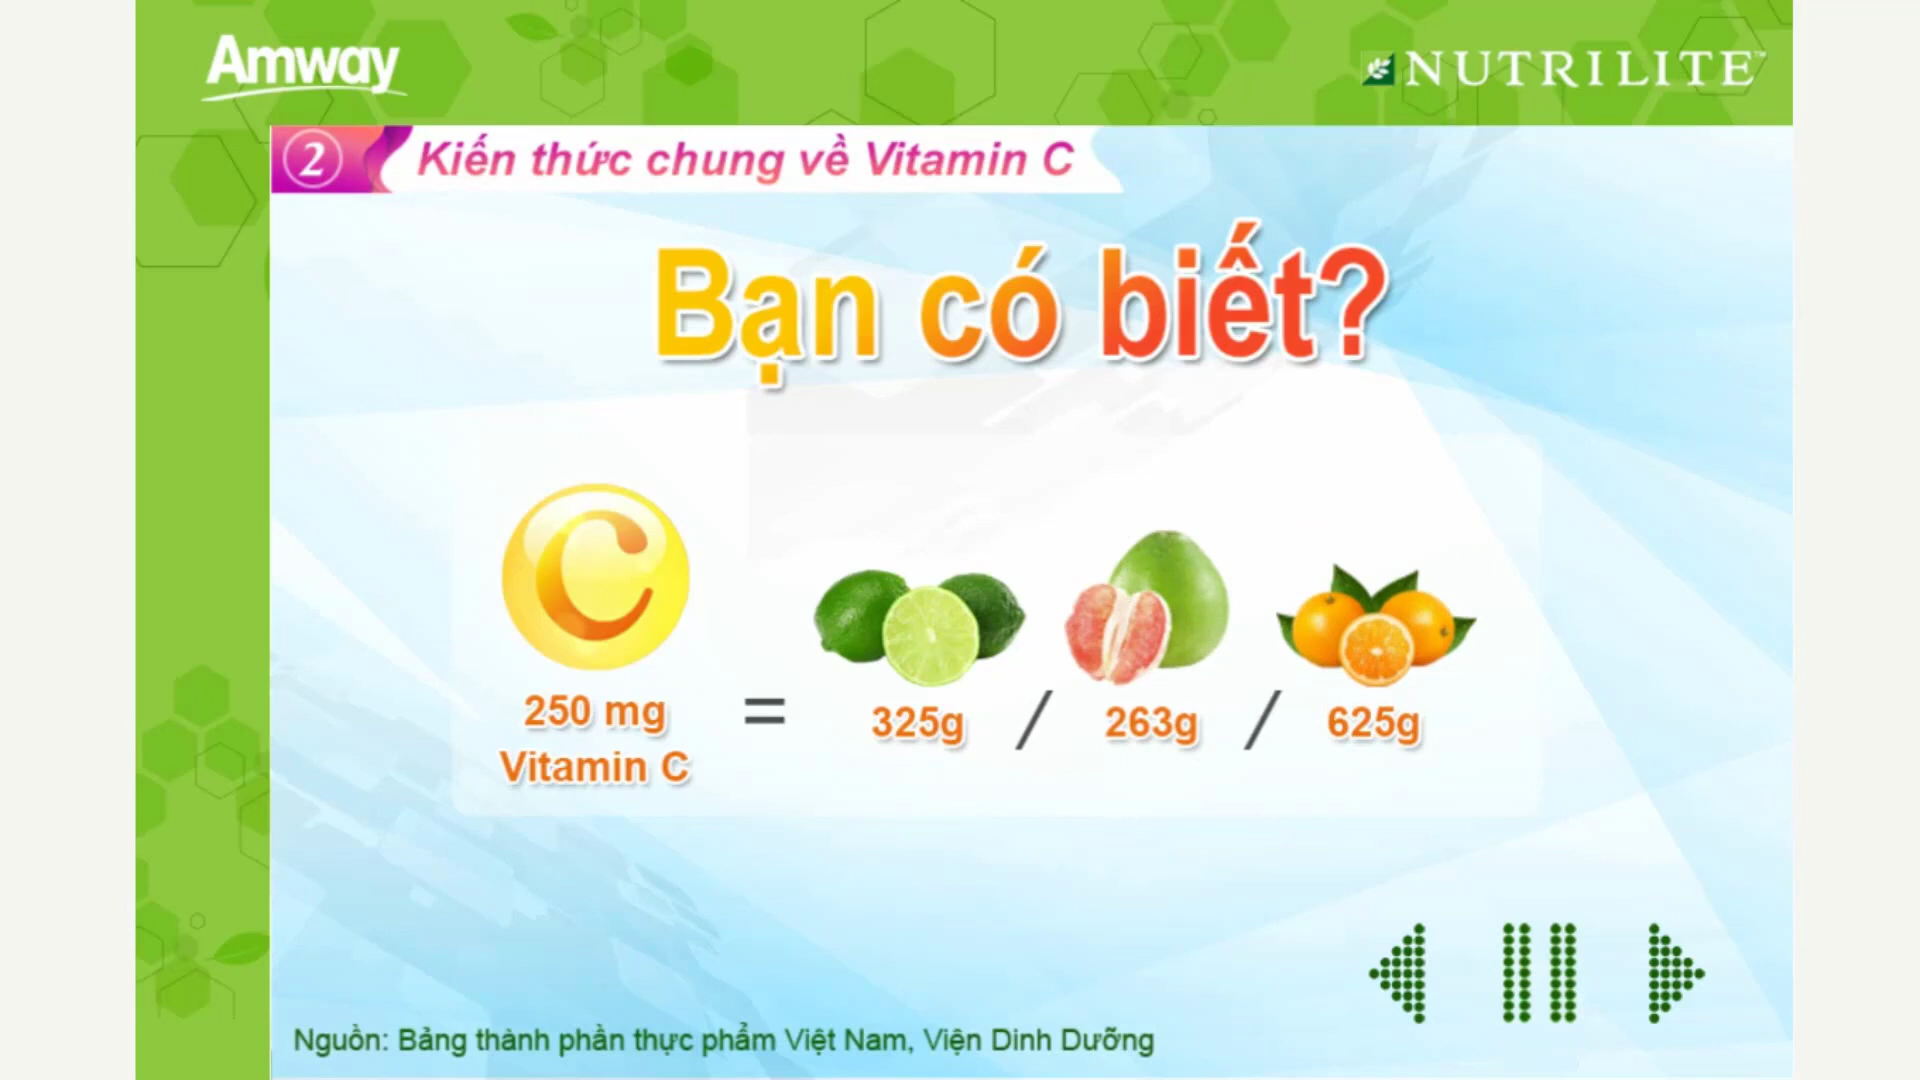 Amway
NUTRILITE™
2 Kiến thức chung về Vitamin C
Bạn có biết?
C
250 mg
Vitamin C
= 325g / 263g / 625g
Nguồn: Bảng thành phần thực phẩm Việt Nam, Viện Dinh Dưỡng